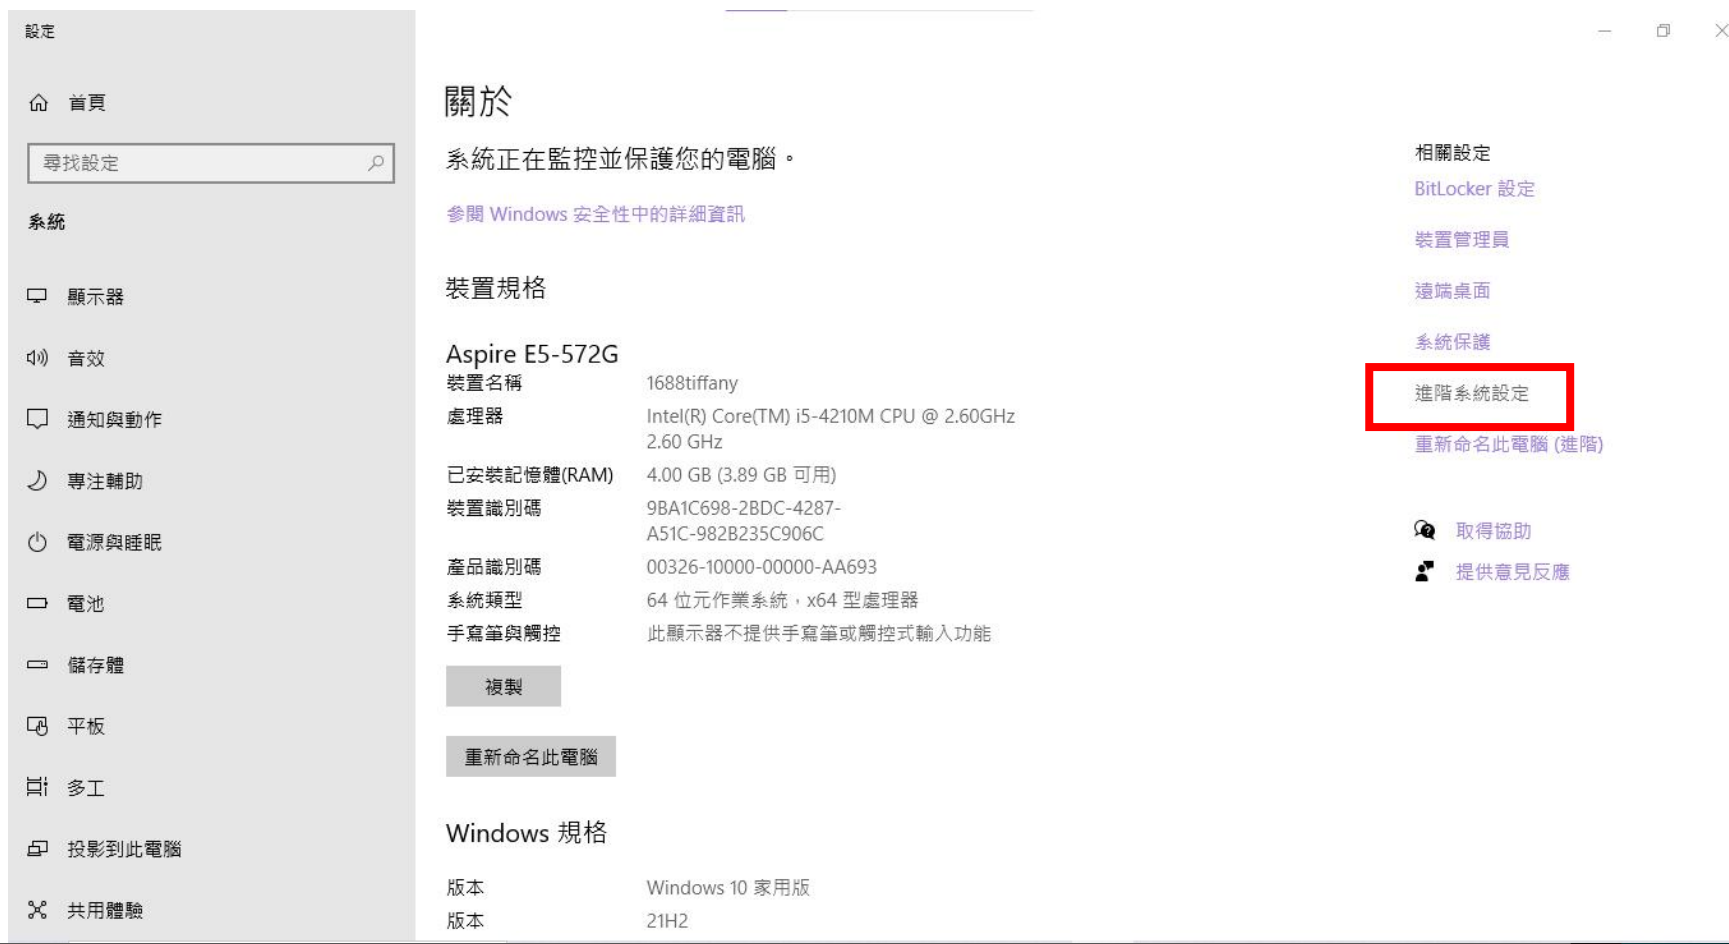 設定
首頁
尋找設定
系統
顯示器
音效
通知與動作
專注輔助
電源與睡眠
電池
儲存體
平板
多工
投影到此電腦
共用體驗
關於
系統正在監控並保護您的電腦。
參閱 Windows 安全性中的詳細資訊
裝置規格
Aspire E5-572G
裝置名稱 1688tiffany
處理器 Intel(R) Core(TM) i5-4210M CPU @ 2.60GHz
2.60 GHz
已安裝記憶體(RAM) 4.00 GB (3.89 GB 可用)
裝置識別碼 9BA1C698-2BDC-4287-
A51C-982B235C906C
產品識別碼 00326-10000-00000-AA693
系統類型 64 位元作業系統，x64 型處理器
手寫筆與觸控 此顯示器不提供手寫筆或觸控式輸入功能
複製
重新命名此電腦
Windows 規格
版本 Windows 10 家用版
版本 21H2
相關設定
BitLocker 設定
裝置管理員
遠端桌面
系統保護
進階系統設定
重新命名此電腦 (進階)
取得協助
提供意見反應